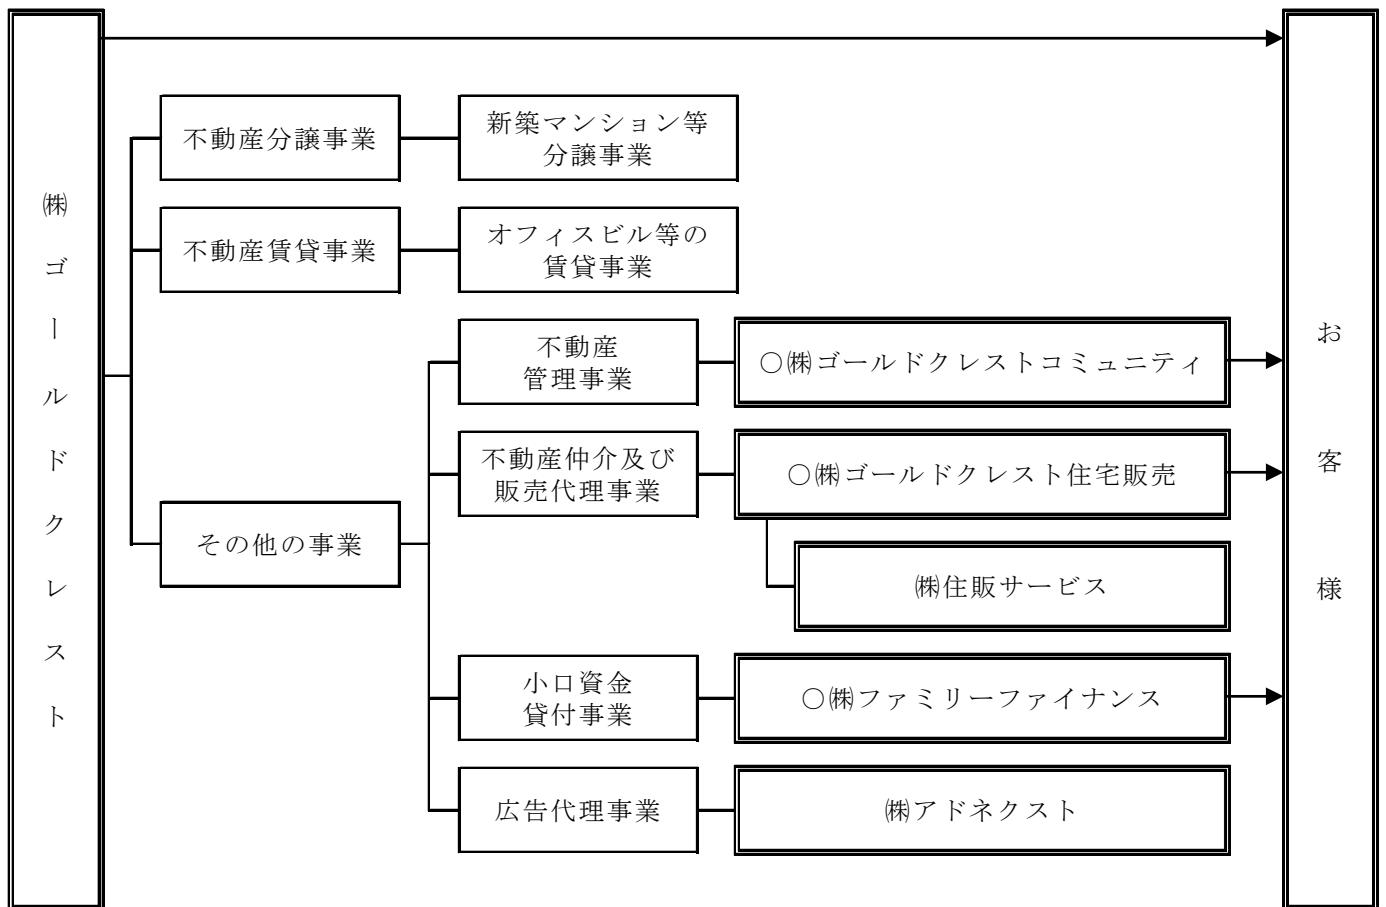 ㈱ゴールドクレスト
不動産分譲事業
新築マンション等
分譲事業
不動産賃貸事業
オフィスビル等の
賃貸事業
その他の事業
不動産
管理事業
○㈱ゴールドクレストコミュニティ
不動産仲介及び
販売代理事業
○㈱ゴールドクレスト住宅販売
㈱住販サービス
小口資金
貸付事業
○㈱ファミリーファイナンス
広告代理事業
㈱アドネクスト
お客様